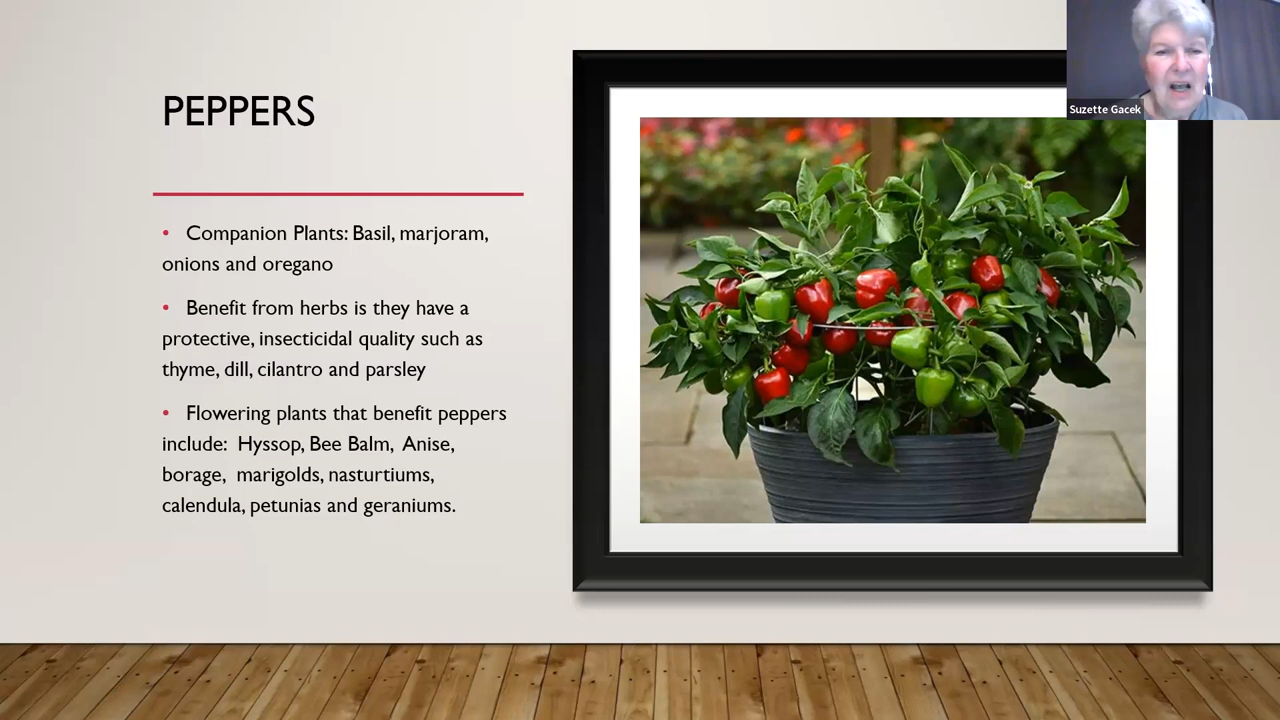 PEPPERS
• Companion Plants: Basil, marjoram,
onions and oregano
• Benefit from herbs is they have a
protective, insecticidal quality such as
thyme, dill, cilantro and parsley
• Flowering plants that benefit peppers
include: Hyssop, Bee Balm, Anise,
borage, marigolds, nasturtiums,
calendula, petunias and geraniums.
Suzette Gacek